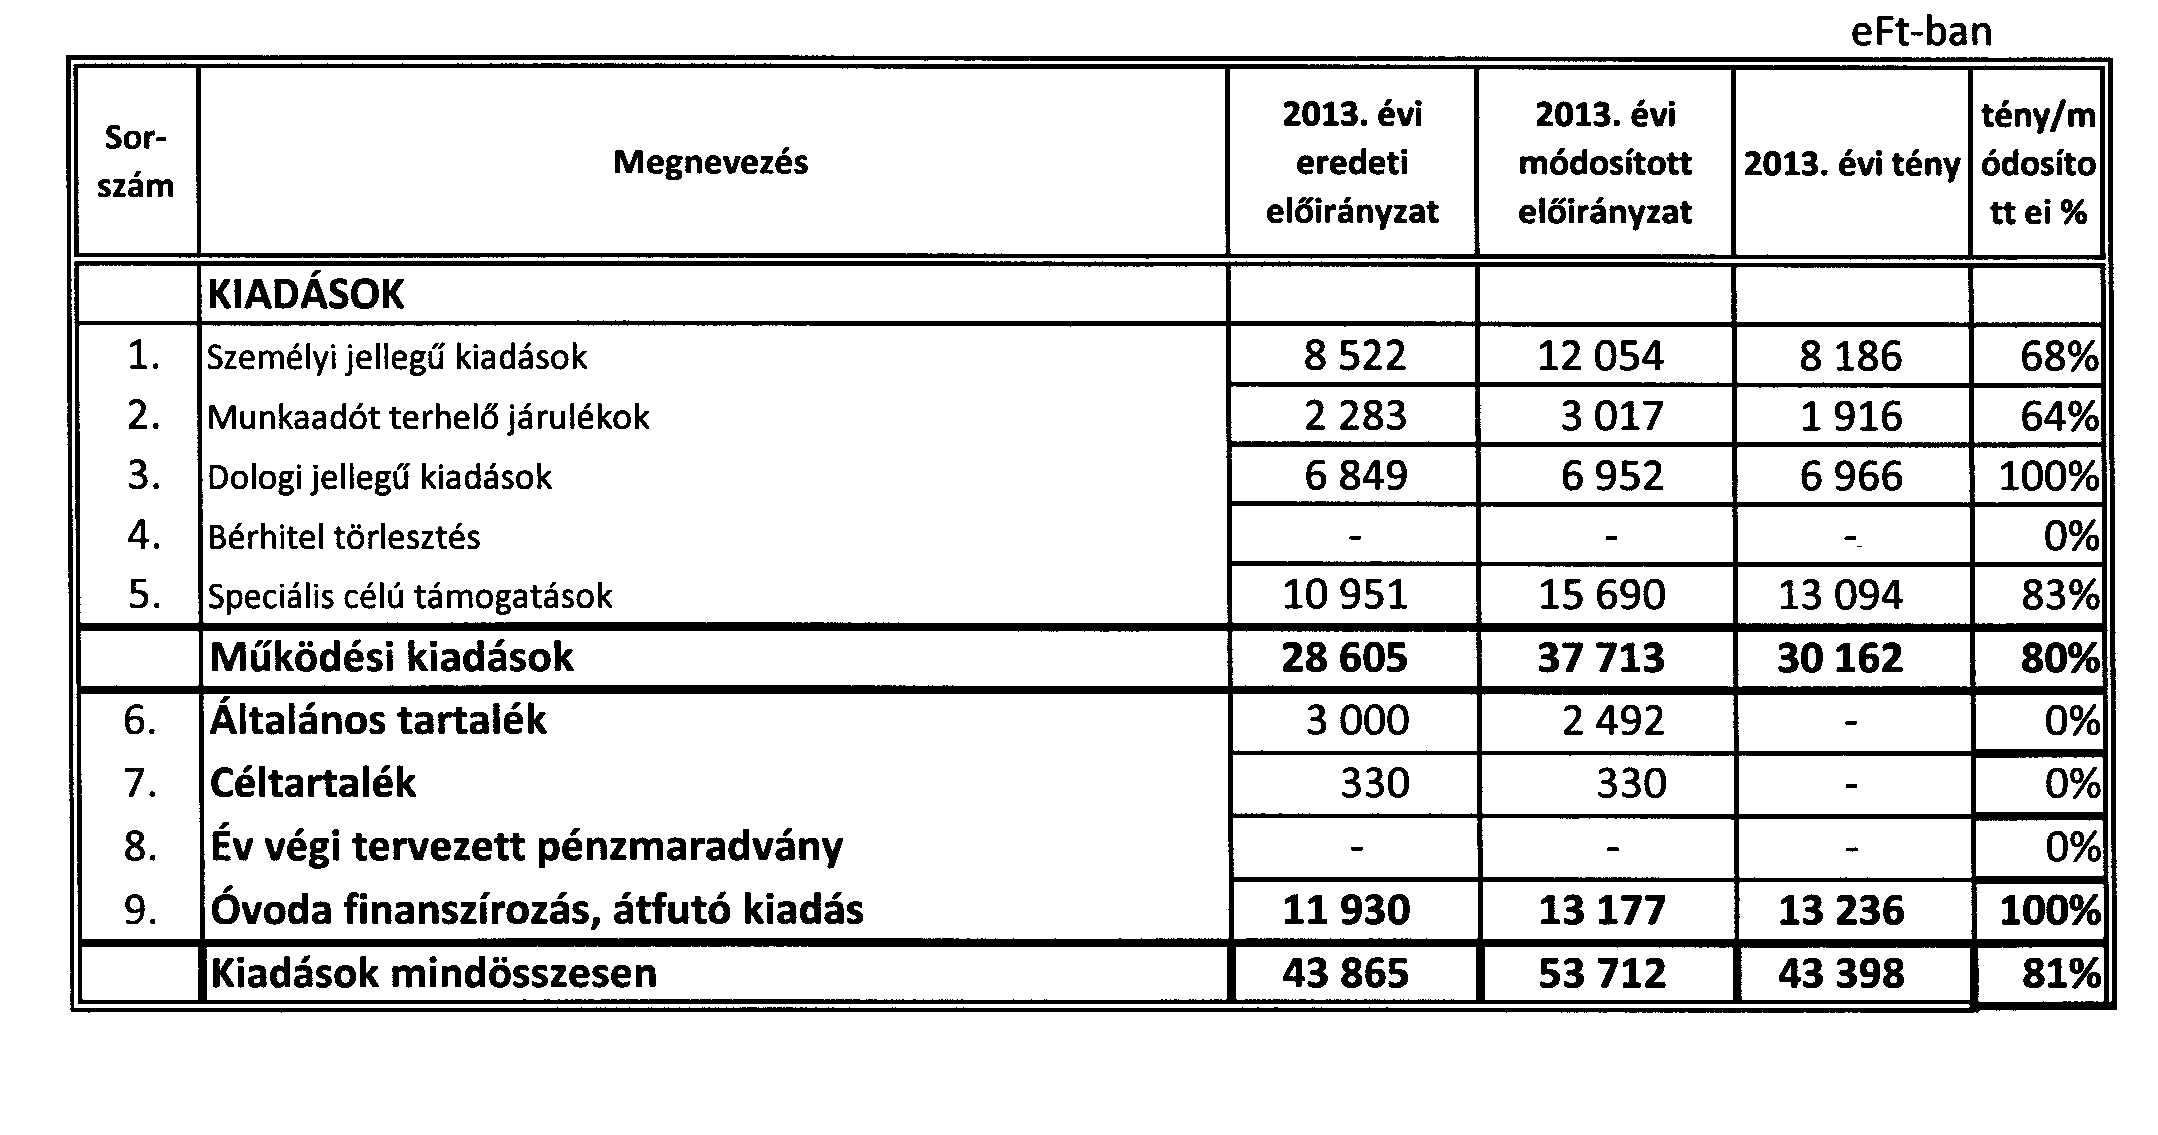 eFt-ban
Sor-
szám
Megnevezés
2013. évi
eredeti
előirányzat
2013. évi
módosított
előirányzat
2013. évi tény
tény/m
ódosíto
tt ei %
KIADÁSOK
1. Személyi jellegű kiadások 8 522 12 054 8 186 68%
2. Munkaadót terhelő járulékok 2 283 3 017 1 916 64%
3. Dologi jellegű kiadások 6 849 6 952 6 966 100%
4. Bérhitel törlesztés - - - 0%
5. Speciális célú támogatások 10 951 15 690 13 094 83%
Működési kiadások 28 605 37 713 30 162 80%
6. Általános tartalék 3 000 2 492 - 0%
7. Céltartalék 330 330 - 0%
8. Év végi tervezett pénzmaradvány - - - 0%
9. Óvoda finanszírozás, átfutó kiadás 11 930 13 177 13 236 100%
Kiadások mindösszesen 43 865 53 712 43 398 81%